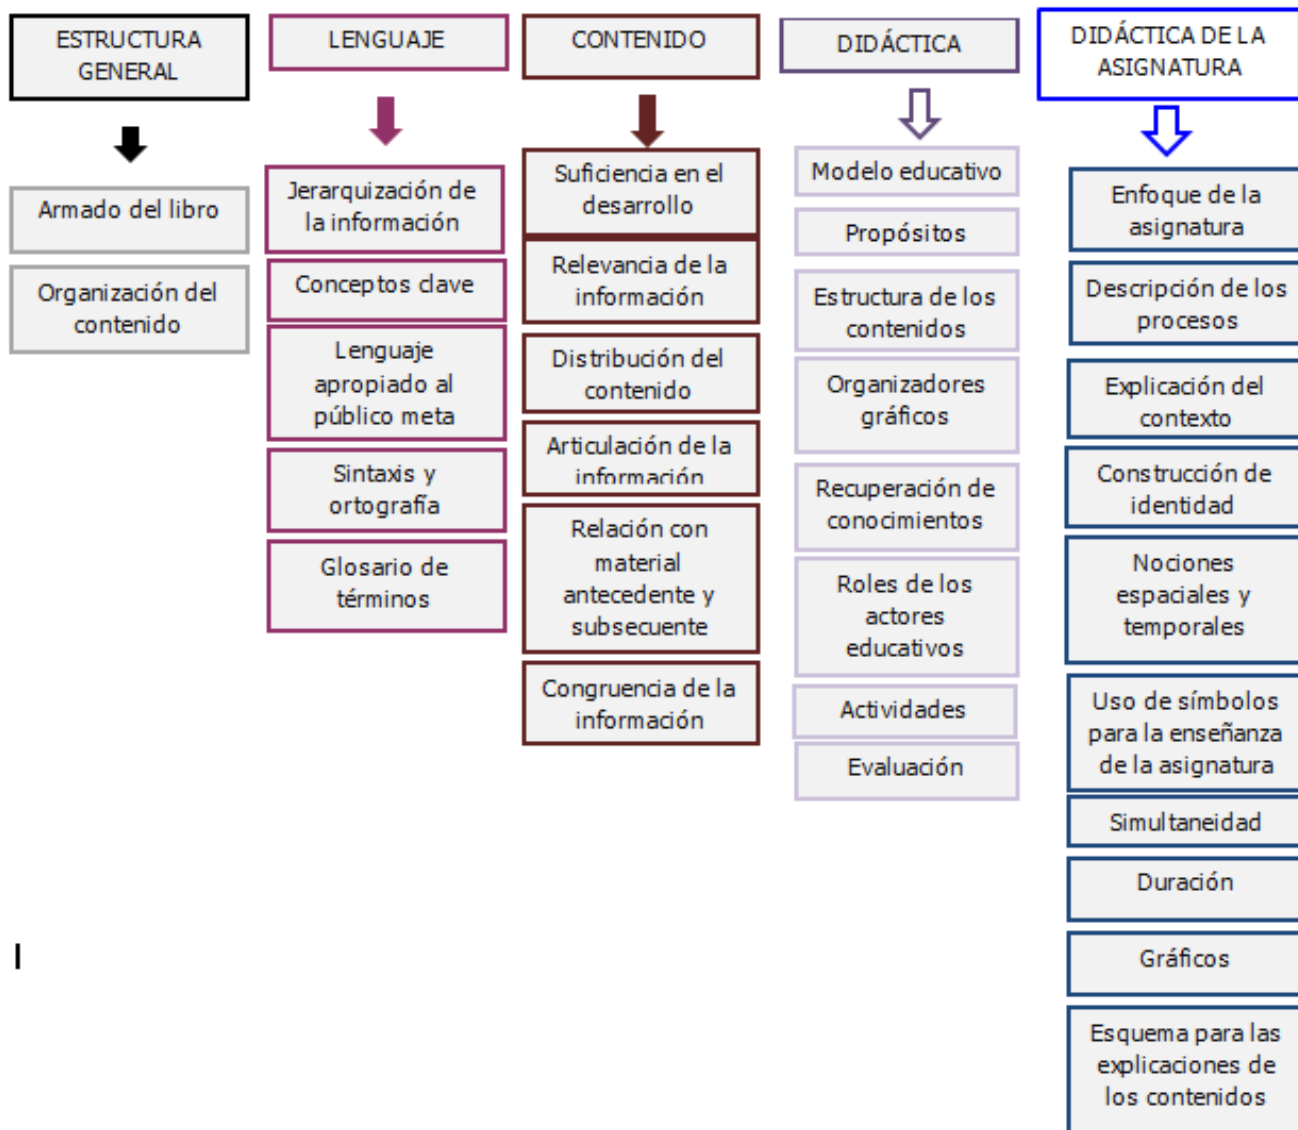 ESTRUCTURA
GENERAL
Armado del libro
Organización del
contenido
LENGUAJE
Jerarquización de
la información
Conceptos clave
Lenguaje
apropiado al
público meta
Sintaxis y
ortografía
Glosario de
términos
CONTENIDO
Suficiencia en el
desarrollo
Relevancia de la
información
Distribución del
contenido
Articulación de la
información
Relación con
material
antecedente y
subsecuente
Congruencia de la
información
DIDÁCTICA
Modelo educativo
Propósitos
Estructura de los
contenidos
Organizadores
gráficos
Recuperación de
conocimientos
Roles de los
actores
educativos
Actividades
Evaluación
DIDÁCTICA DE LA
ASIGNATURA
Enfoque de la
asignatura
Descripción de los
procesos
Explicación del
contexto
Construcción de
identidad
Nociones
espaciales y
temporales
Uso de símbolos
para la enseñanza
de la asignatura
Simultaneidad
Duración
Gráficos
Esquema para las
explicaciones de
los contenidos